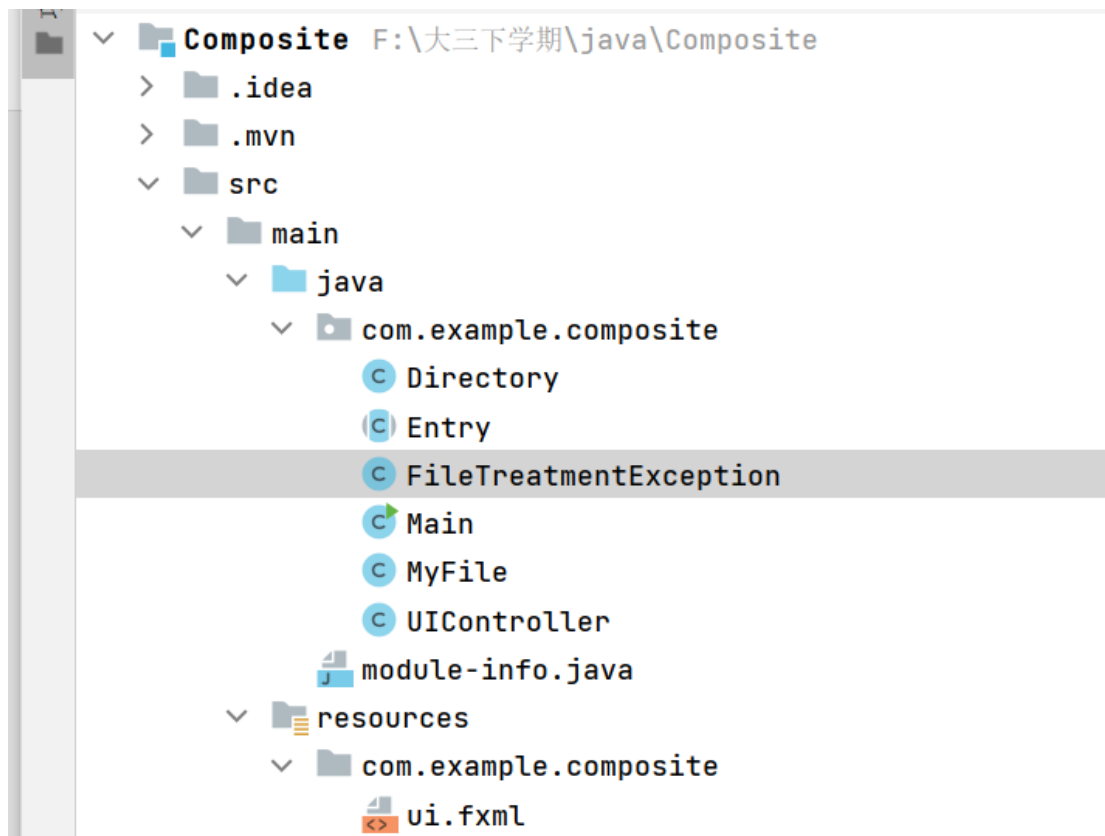 Composite F:\大三下学期\java\Composite
.idea
.mvn
src
main
java
com.example.composite
Directory
Entry
FileTreatmentException
Main
MyFile
UIController
module-info.java
resources
com.example.composite
ui.fxml